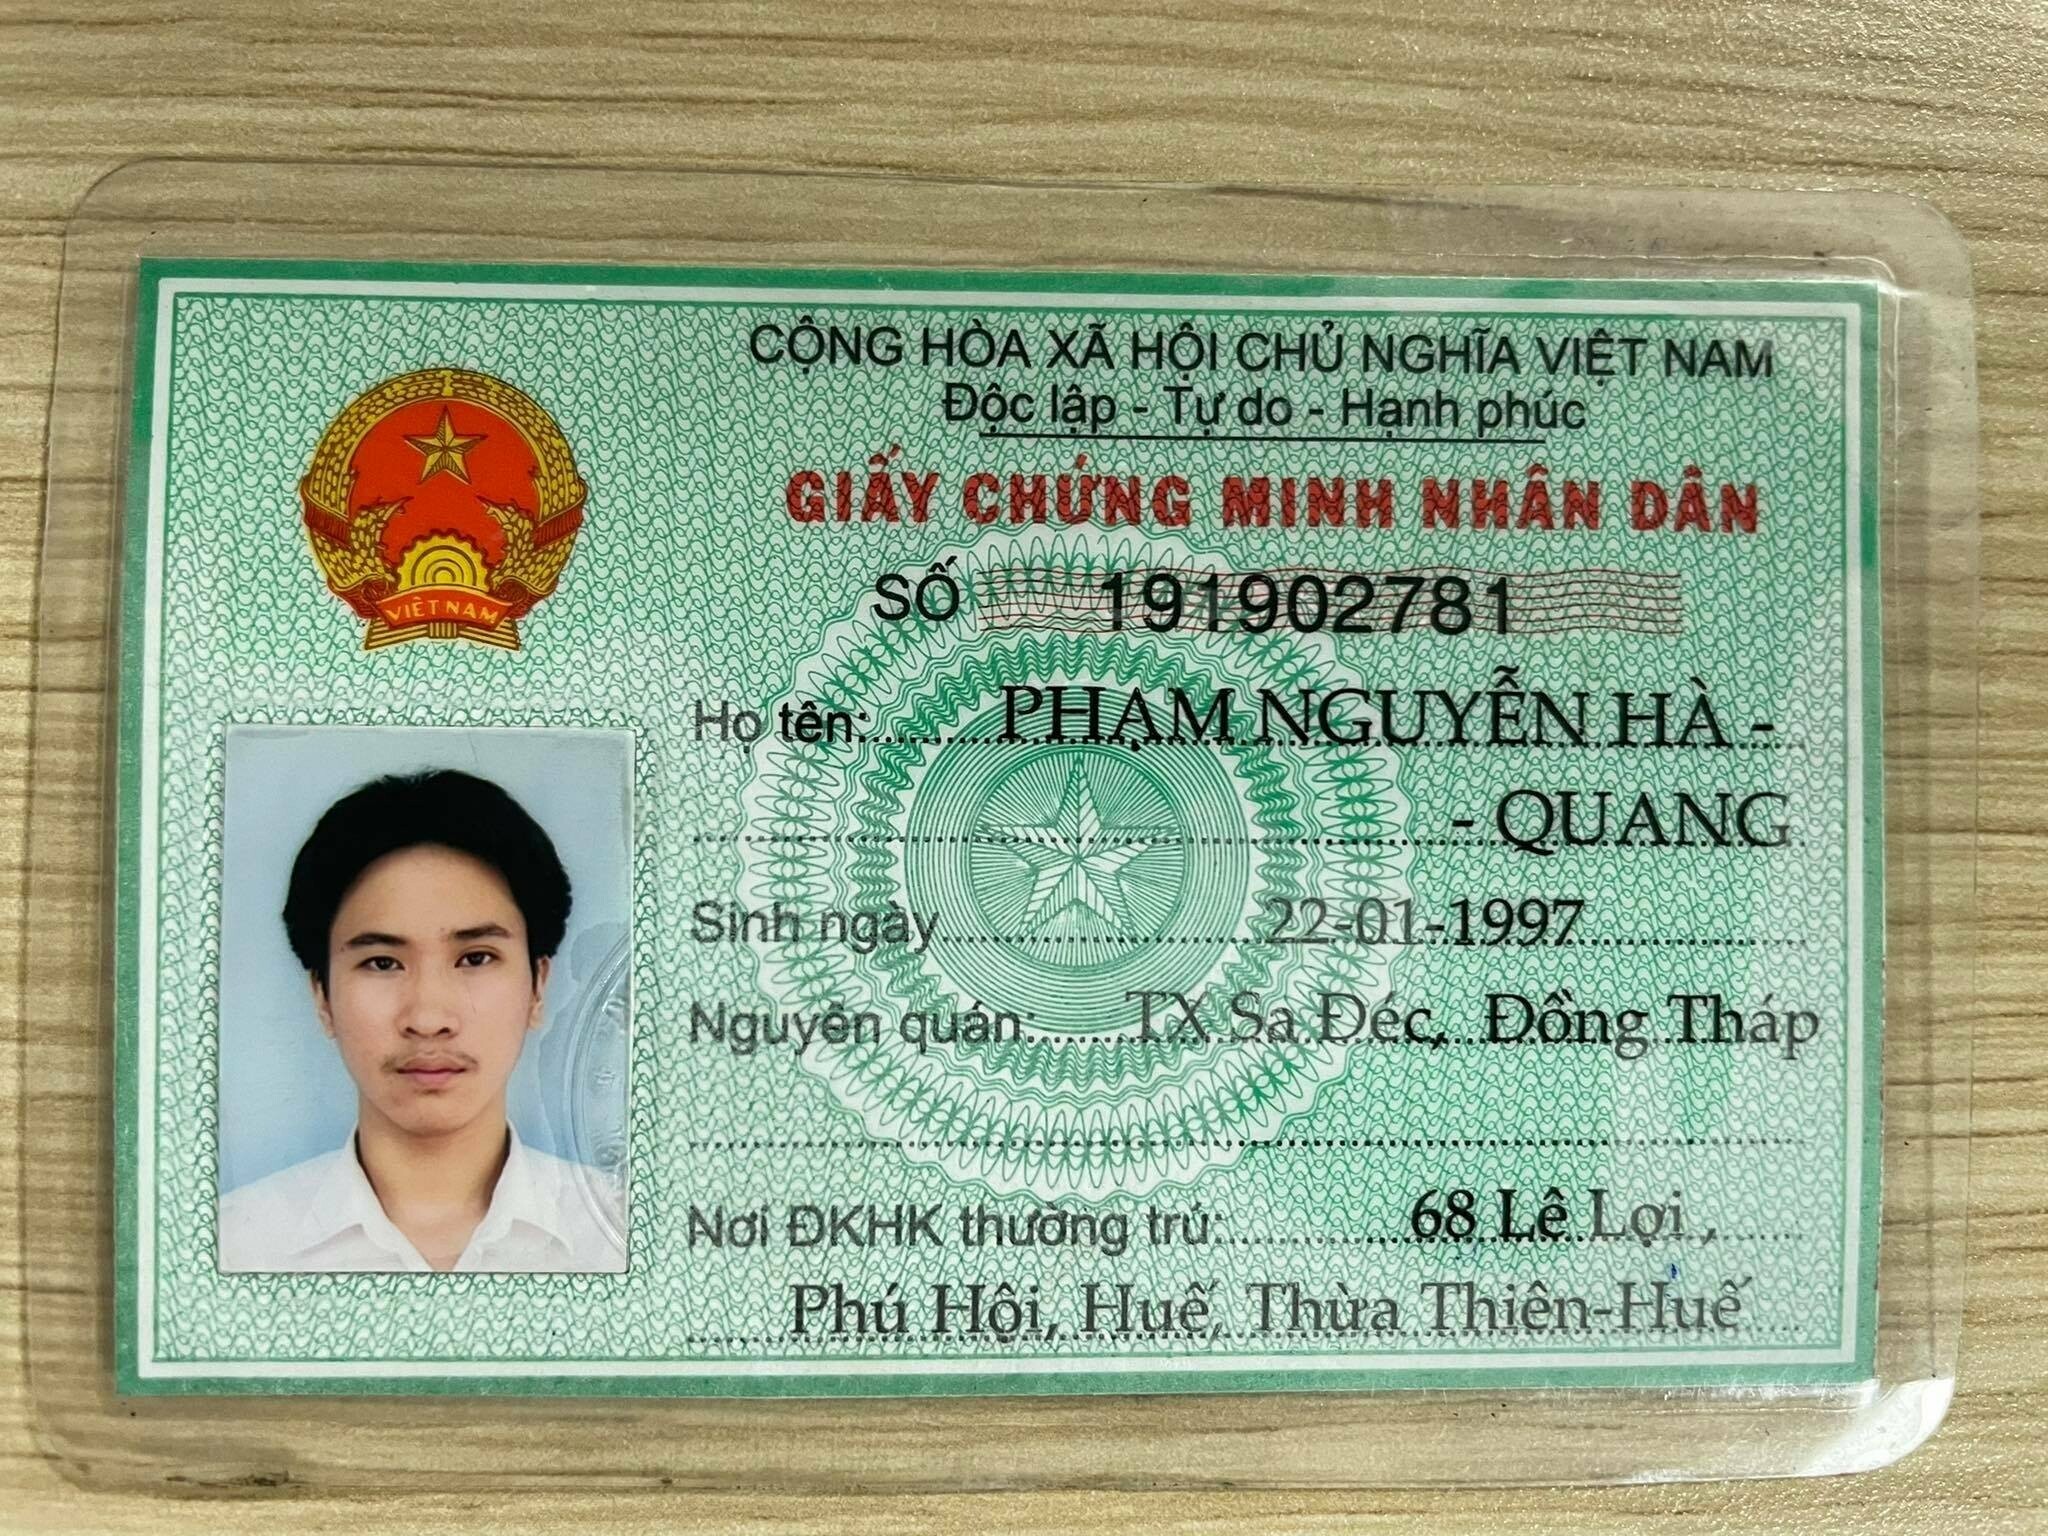 CỘNG HÒA XÃ HỘI CHỦ NGHĨA VIỆT NAM
Độc lập - Tự do - Hạnh phúc
GIẤY CHỨNG MINH NHÂN DÂN
SỐ 191902781
VIỆT NAM
Họ tên: PHẠM NGUYỄN HÀ -
- QUANG
Sinh ngày 22-01-1997
Nguyên quán: TX Sa Đéc, Đồng Tháp
Nơi ĐKHK thường trú: 68 Lê Lợi ,
Phú Hội, Huế, Thừa Thiên-Huế